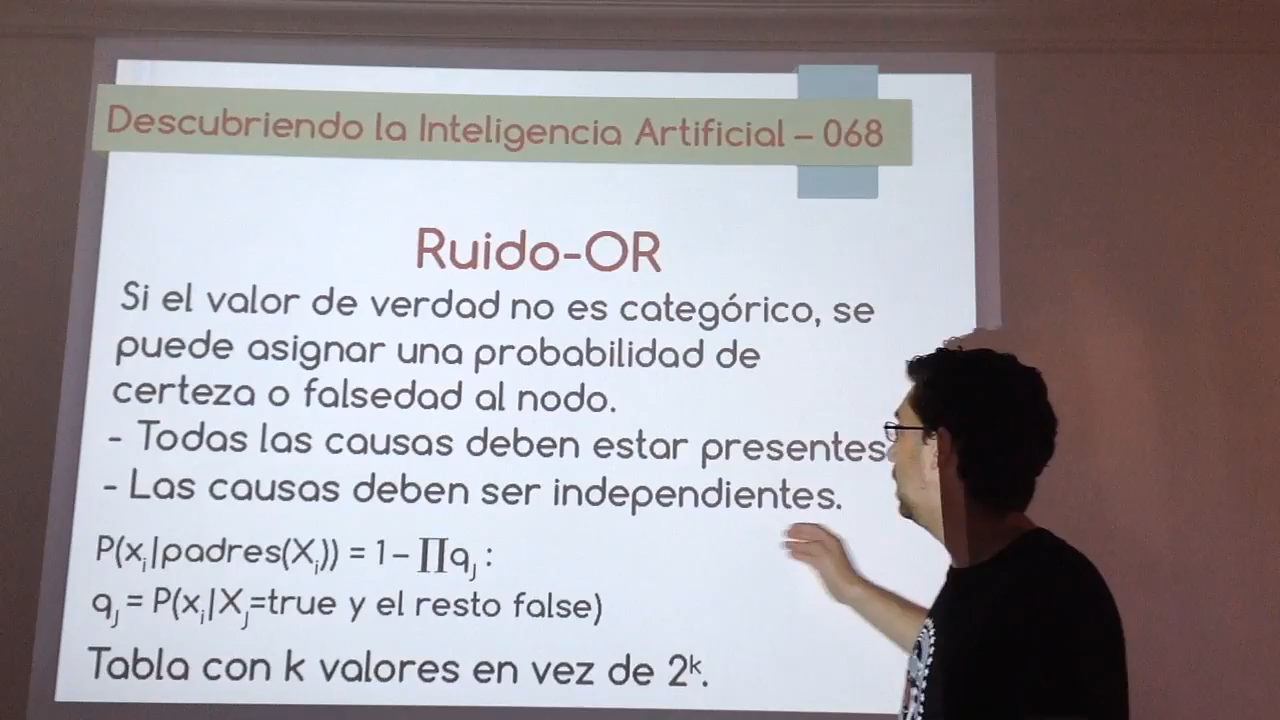 Descubriendo la Inteligencia Artificial – 068
Ruido-OR
Si el valor de verdad no es categórico, se
puede asignar una probabilidad de
certeza o falsedad al nodo.
- Todas las causas deben estar presentes
- Las causas deben ser independientes.
P(xᵢ|padres(Xᵢ)) = 1 – ∏qⱼ :
qⱼ = P(xᵢ|Xⱼ=true y el resto false)
Tabla con k valores en vez de 2ᵏ.